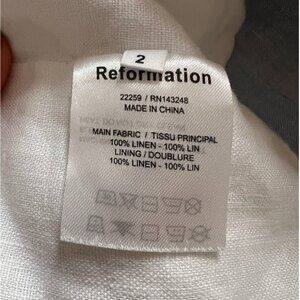 2
Reformation
22259 / RN143248
MADE IN CHINA
MAIN FABRIC / TISSU PRINCIPAL
100% LINEN - 100% LIN
LINING / DOUBLURE
100% LINEN - 100% LIN